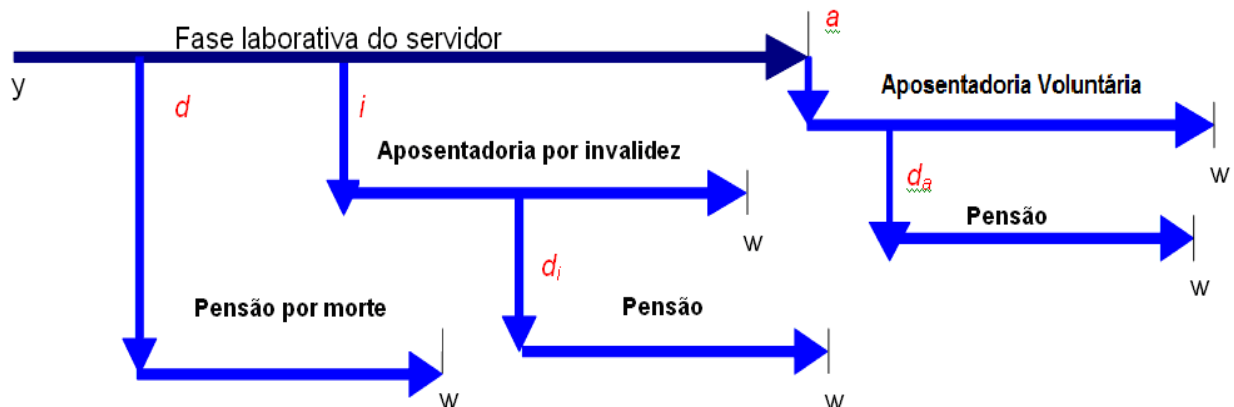 a
Fase laborativa do servidor
y
Aposentadoria Voluntária
d
i
Aposentadoria por invalidez
w
da
Pensão
w
di
w
Pensão por morte
Pensão
w
w